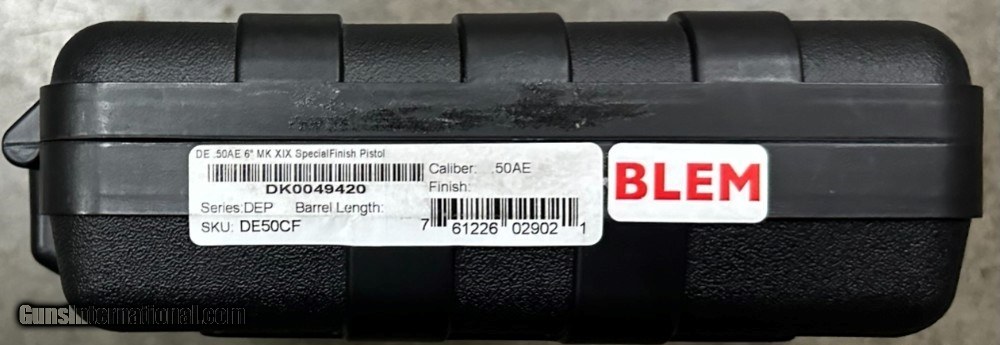 DE .50AE 6" MK XIX SpecialFinish Pistol
Caliber: .50AE
DK0049420
Finish:
Series:DEP Barrel Length:
SKU: DE50CF
7 61226 02902 1
BLEM
GunsInternational.com